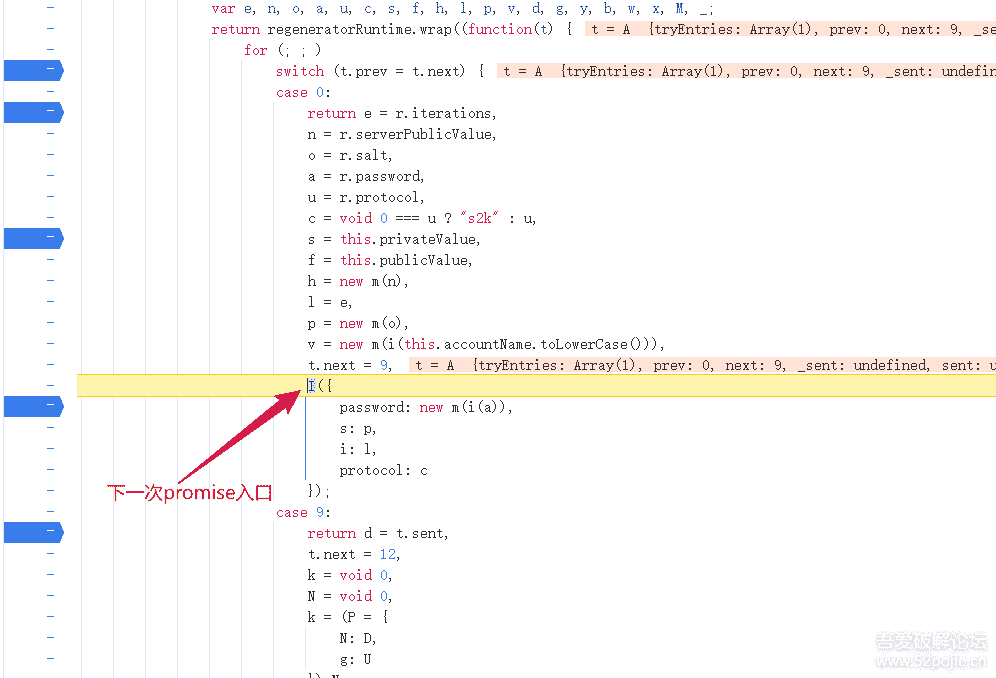 var e, n, o, a, u, c, s, f, h, l, p, v, d, g, y, b, w, x, M, _;
return regeneratorRuntime.wrap((function(t) { t = A {tryEntries: Array(1), prev: 0, next: 9, _se
for (; ; )
switch (t.prev = t.next) { t = A {tryEntries: Array(1), prev: 0, next: 9, _sent: undefin
case 0:
return e = r.iterations,
n = r.serverPublicValue,
o = r.salt,
a = r.password,
u = r.protocol,
c = void 0 === u ? "s2k" : u,
s = this.privateValue,
f = this.publicValue,
h = new m(n),
l = e,
p = new m(o),
v = new m(i(this.accountName.toLowerCase())),
t.next = 9, t = A {tryEntries: Array(1), prev: 0, next: 9, _sent: undefined, sent: u
I({
password: new m(i(a)),
s: p,
i: l,
protocol: c
下一次promise入口
});
case 9:
return d = t.sent,
t.next = 12,
k = void 0,
N = void 0,
k = (P = {
N: D,
g: U
吾爱破解论坛
www.52pojie.cn